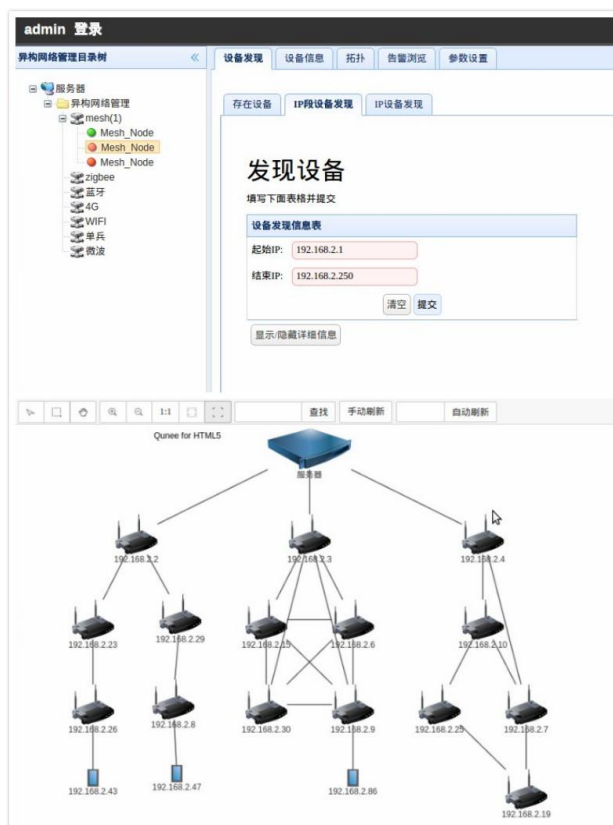 admin 登录
异构网络管理目录树
设备发现 设备信息 拓扑 告警浏览 参数设置
服务器
异构网络管理
mesh(1)
Mesh_Node
Mesh_Node
Mesh_Node
zigbee
蓝牙
4G
WIFI
单兵
微波
存在设备 IP段设备发现 IP设备发现
发现设备
填写下面表格并提交
设备发现信息表
起始IP: 192.168.2.1
结束IP: 192.168.2.250
清空 提交
显示/隐藏详细信息
1:1 查找 手动刷新 自动刷新
Qunee for HTML5
服务器
192.168.2.2 192.168.2.3 192.168.2.4
192.168.2.23 192.168.2.29 192.168.2.15 192.168.2.6 192.168.2.10
192.168.2.26 192.168.2.8 192.168.2.30 192.168.2.9 192.168.2.25 192.168.2.7
192.168.2.43 192.168.2.47 192.168.2.86
192.168.2.19